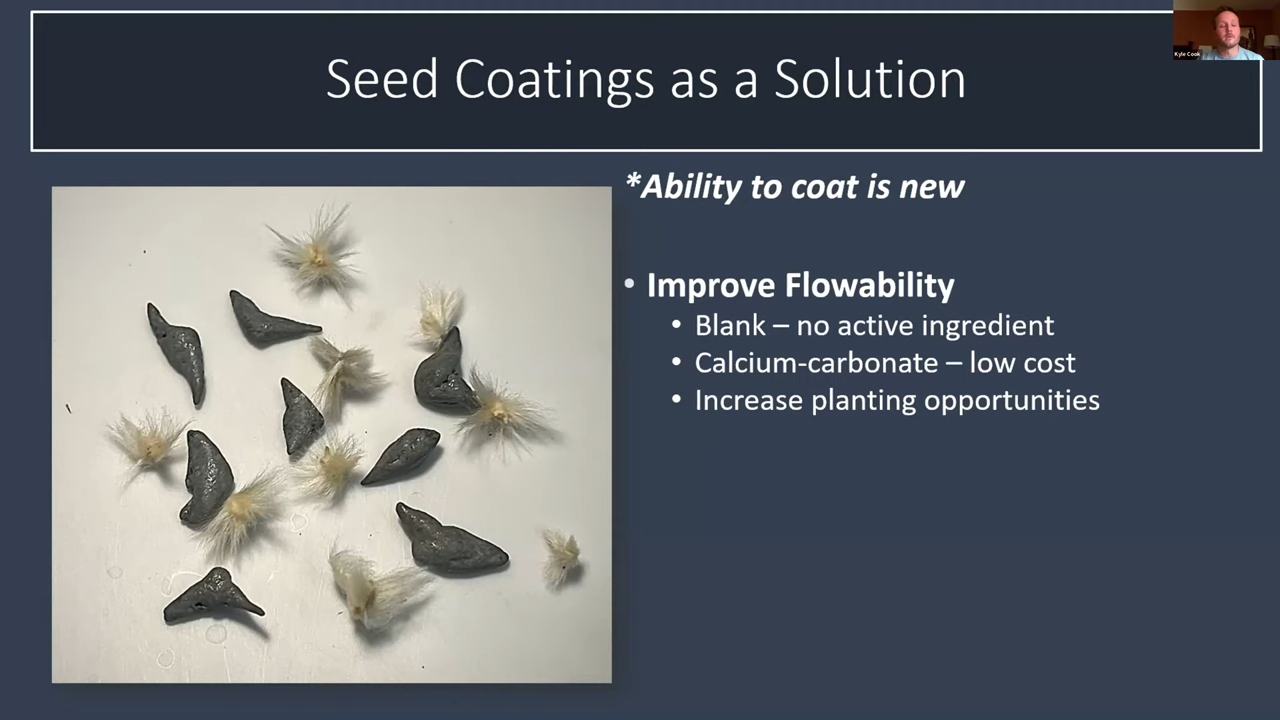 Kyle Cook
Seed Coatings as a Solution
*Ability to coat is new
• Improve Flowability
• Blank – no active ingredient
• Calcium-carbonate – low cost
• Increase planting opportunities